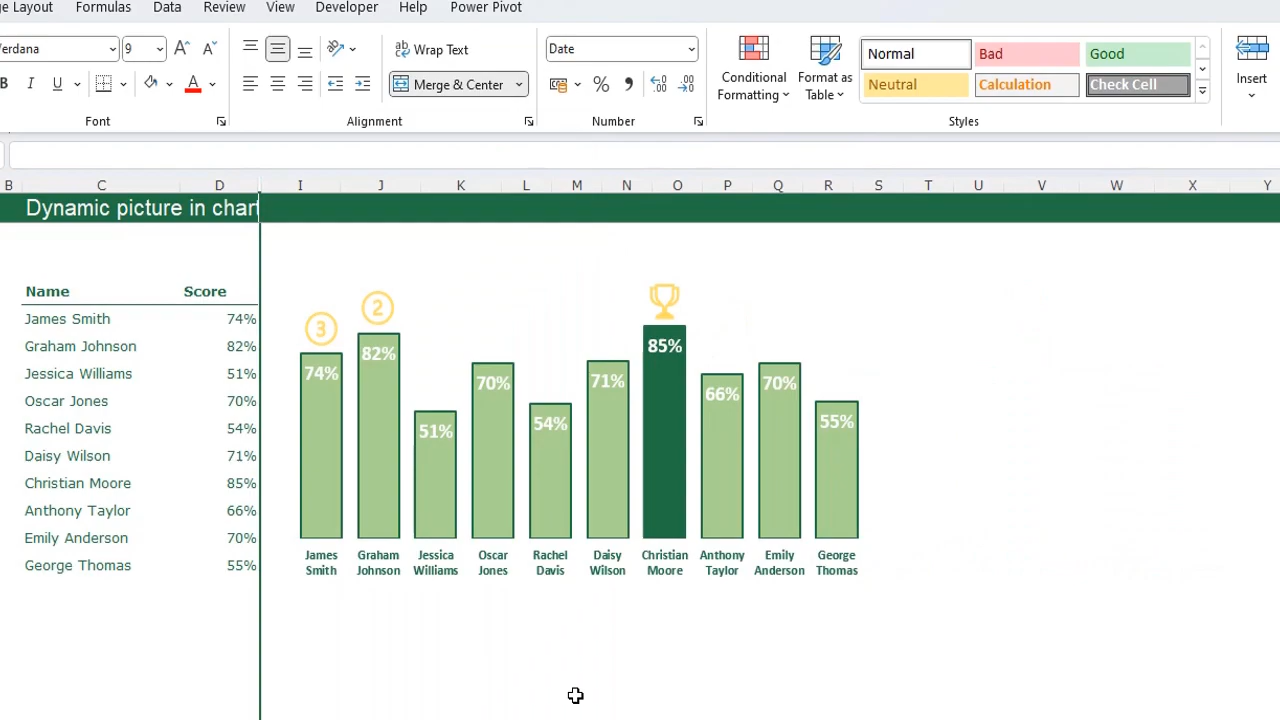 ge Layout Formulas Data Review View Developer Help Power Pivot
erdana 9 A A Wrap Text Date Conditional Formatting Format as Table Normal Bad Good
B I U A Merge & Center % Neutral Calculation Check Cell Insert
Font Alignment Number Styles
B C D I J K L M N O P Q R S T U V W X Y
Dynamic picture in chart
Name Score
James Smith 74%
Graham Johnson 82%
Jessica Williams 51%
Oscar Jones 70%
Rachel Davis 54%
Daisy Wilson 71%
Christian Moore 85%
Anthony Taylor 66%
Emily Anderson 70%
George Thomas 55%
3 2
74% 82% 51% 70% 54% 71% 85% 66% 70% 55%
James Graham Jessica Oscar Rachel Daisy Christian Anthony Emily George
Smith Johnson Williams Jones Davis Wilson Moore Taylor Anderson Thomas